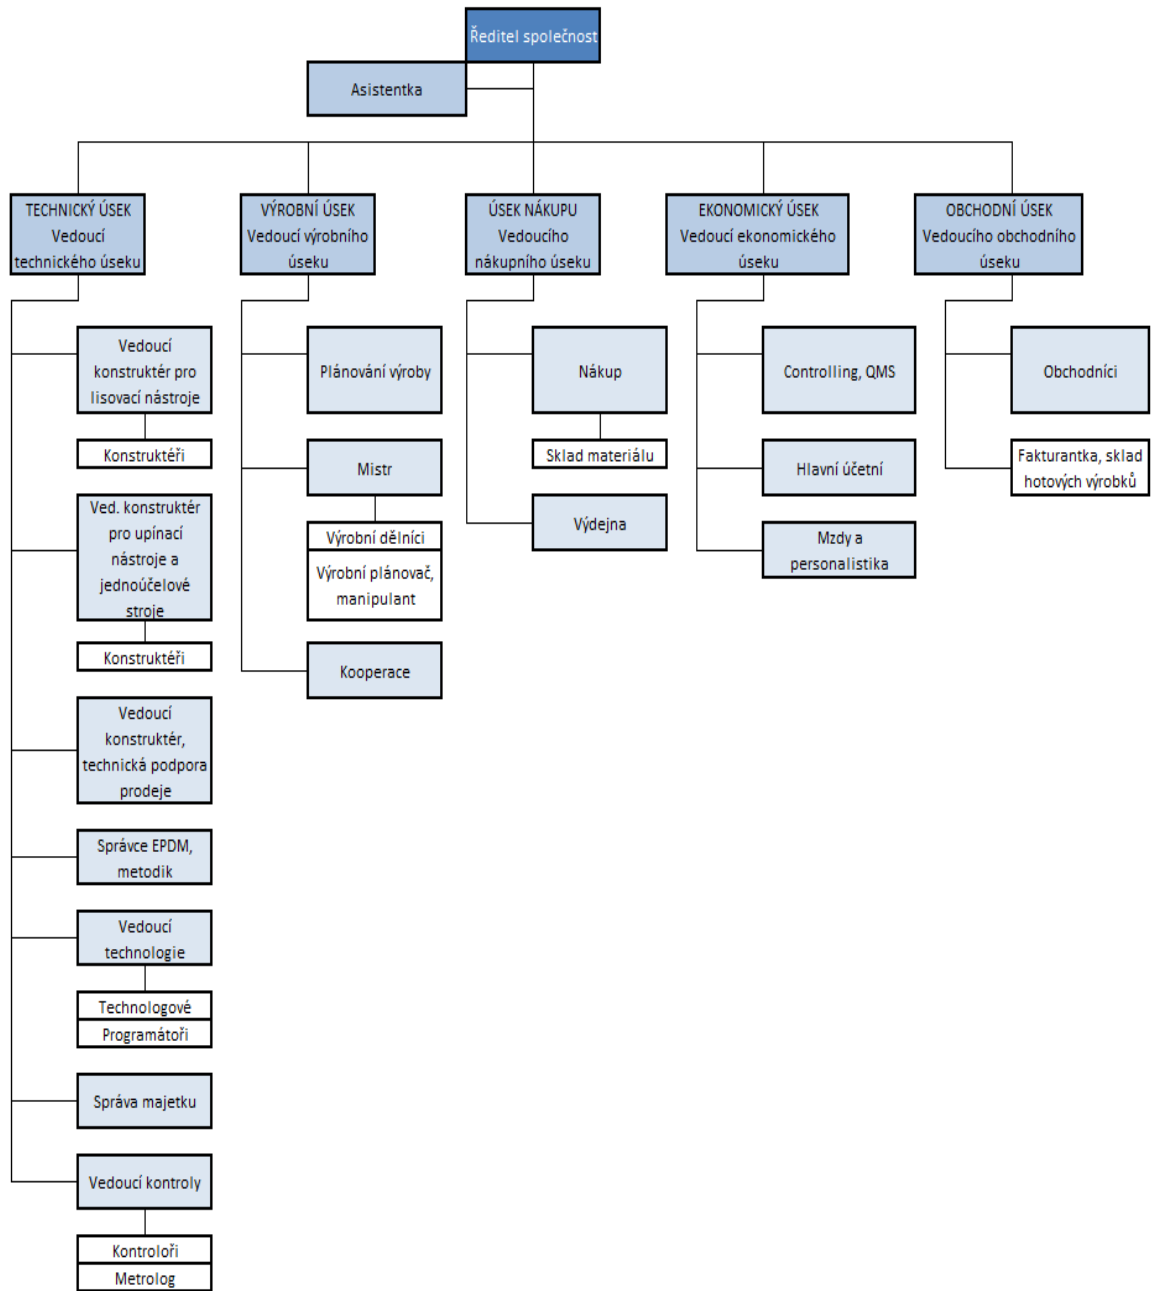 Ředitel společnost
Asistentka
TECHNICKÝ ÚSEK
Vedoucí
technického úseku
VÝROBNÍ ÚSEK
Vedoucí výrobního
úseku
ÚSEK NÁKUPU
Vedoucího
nákupního úseku
EKONOMICKÝ ÚSEK
Vedoucí ekonomického
úseku
OBCHODNÍ ÚSEK
Vedoucího obchodního
úseku
Vedoucí
konstruktér pro
lisovací nástroje
Konstruktéři
Ved. konstruktér
pro upínací
nástroje a
jednoúčelové
stroje
Konstruktéři
Vedoucí
konstruktér,
technická podpora
prodeje
Správce EPDM,
metodik
Vedoucí
technologie
Technologové
Programátoři
Správa majetku
Vedoucí kontroly
Kontroloři
Metrolog
Plánování výroby
Mistr
Výrobní dělníci
Výrobní plánovač,
manipulant
Kooperace
Nákup
Sklad materiálu
Výdejna
Controlling, QMS
Hlavní účetní
Mzdy a
personalistika
Obchodníci
Fakturantka, sklad
hotových výrobků